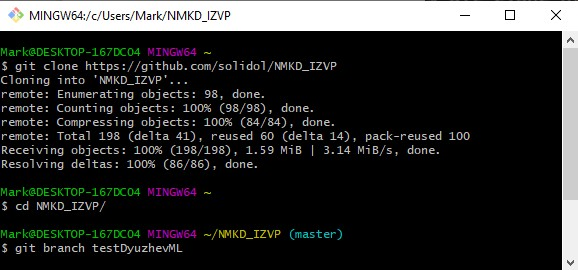 MINGW64:/c/Users/Mark/NMKD_IZVP
Mark@DESKTOP-167DCO4 MINGW64 ~
$ git clone https://github.com/solidol/NMKD_IZVP
Cloning into 'NMKD_IZVP'...
remote: Enumerating objects: 98, done.
remote: Counting objects: 100% (98/98), done.
remote: Compressing objects: 100% (84/84), done.
remote: Total 198 (delta 41), reused 60 (delta 14), pack-reused 100
Receiving objects: 100% (198/198), 1.59 MiB | 3.14 MiB/s, done.
Resolving deltas: 100% (86/86), done.
Mark@DESKTOP-167DCO4 MINGW64 ~
$ cd NMKD_IZVP/
Mark@DESKTOP-167DCO4 MINGW64 ~/NMKD_IZVP (master)
$ git branch testDyuzhevML